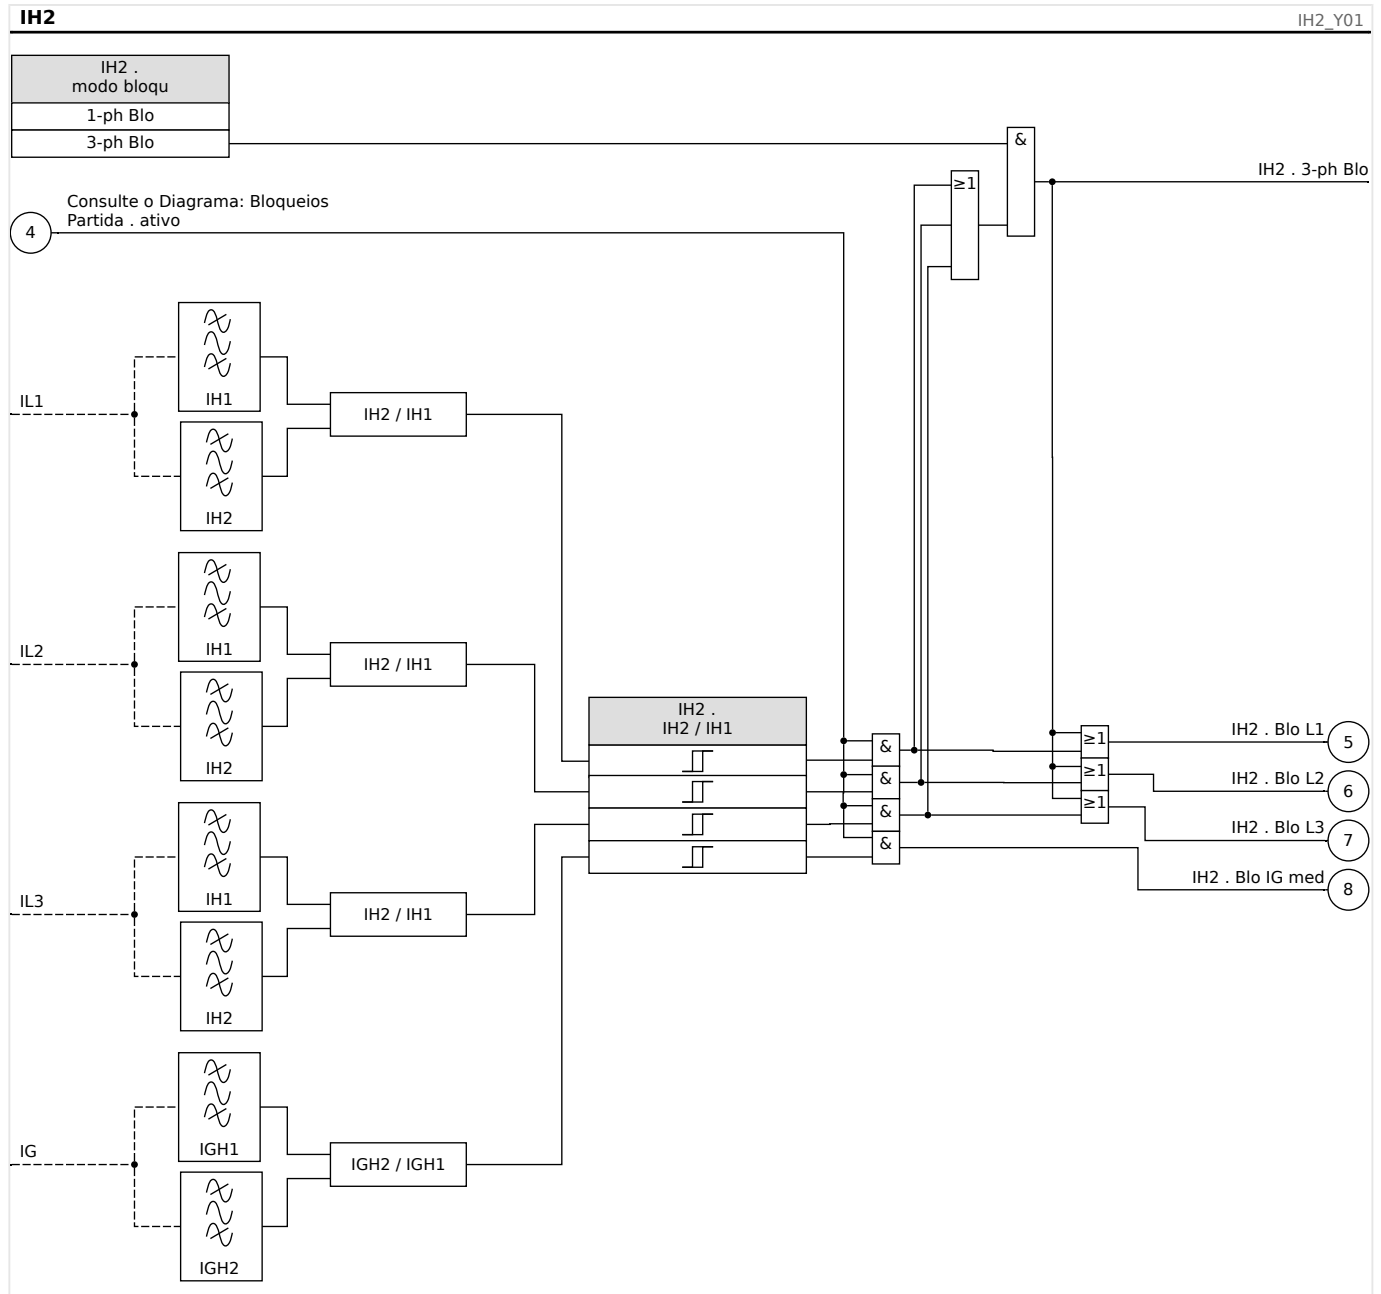 IH2
IH2_Y01
IH2 .
modo bloqu
1-ph Blo
3-ph Blo
&
IH2 . 3-ph Blo
≥1
Consulte o Diagrama: Bloqueios
Partida . ativo
4
IH1
IL1
IH2 / IH1
IH2
IH1
IL2
IH2 / IH1
IH2
IH2 .
IH2 / IH1
&
&
&
&
≥1
≥1
≥1
IH2 . Blo L1
5
IH2 . Blo L2
6
IH2 . Blo L3
7
IH2 . Blo IG med
8
IH1
IL3
IH2 / IH1
IH2
IGH1
IG
IGH2 / IGH1
IGH2